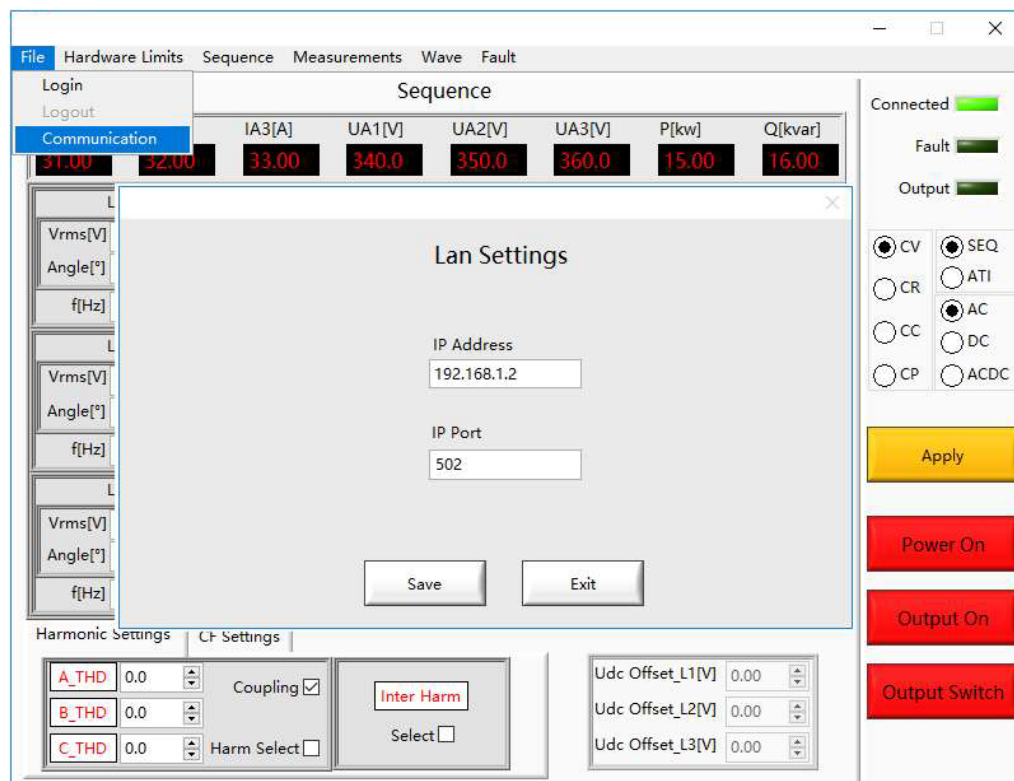 File Hardware Limits Sequence Measurements Wave Fault
Login
Logout
Communication
Sequence
IA3[A] UA1[V] UA2[V] UA3[V] P[kw] Q[kvar]
31.00 32.00 33.00 340.0 350.0 360.0 15.00 16.00
Connected
Fault
Output
L
Vrms[V]
Angle[°]
f[Hz]
L
Vrms[V]
Angle[°]
f[Hz]
L
Vrms[V]
Angle[°]
f[Hz]
Lan Settings
IP Address
192.168.1.2
IP Port
502
Save Exit
CV SEQ
CR ATI
AC
CC DC
CP ACDC
Apply
Power On
Output On
Output Switch
Harmonic Settings CF Settings
A_THD 0.0
B_THD 0.0
C_THD 0.0
Coupling
Harm Select
Inter Harm
Select
Udc Offset_L1[V] 0.00
Udc Offset_L2[V] 0.00
Udc Offset_L3[V] 0.00